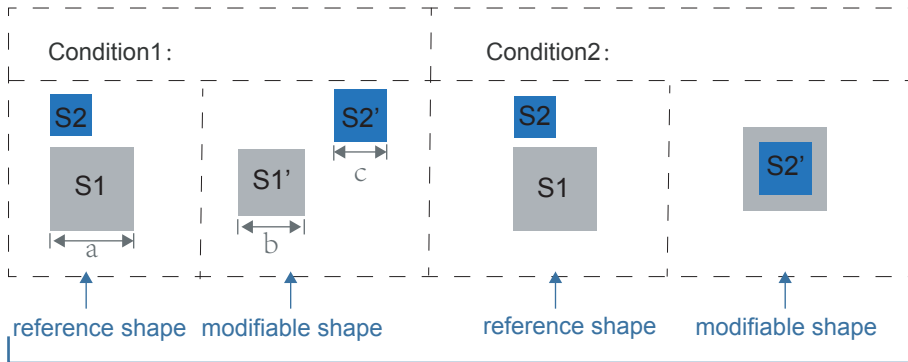 Condition1:
Condition2:
S2
S1
a
S1'
b
S2'
c
S2
S1
S2'
reference shape
modifiable shape
reference shape
modifiable shape